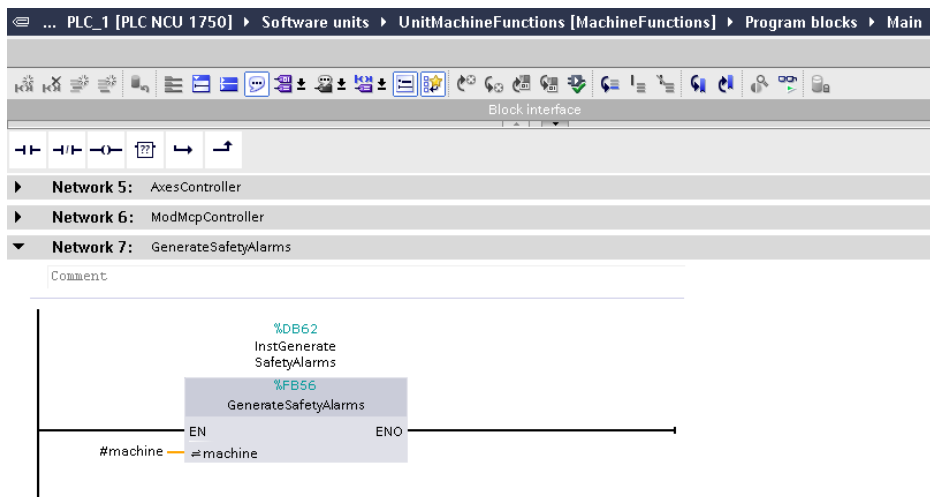 ... PLC_1 [PLC NCU 1750] ▸ Software units ▸ UnitMachineFunctions [MachineFunctions] ▸ Program blocks ▸ Main
Block interface
??
Network 5: AxesController
Network 6: ModMcpController
Network 7: GenerateSafetyAlarms
Comment
%DB62
InstGenerate
SafetyAlarms
%FB56
GenerateSafetyAlarms
EN ENO
#machine machine